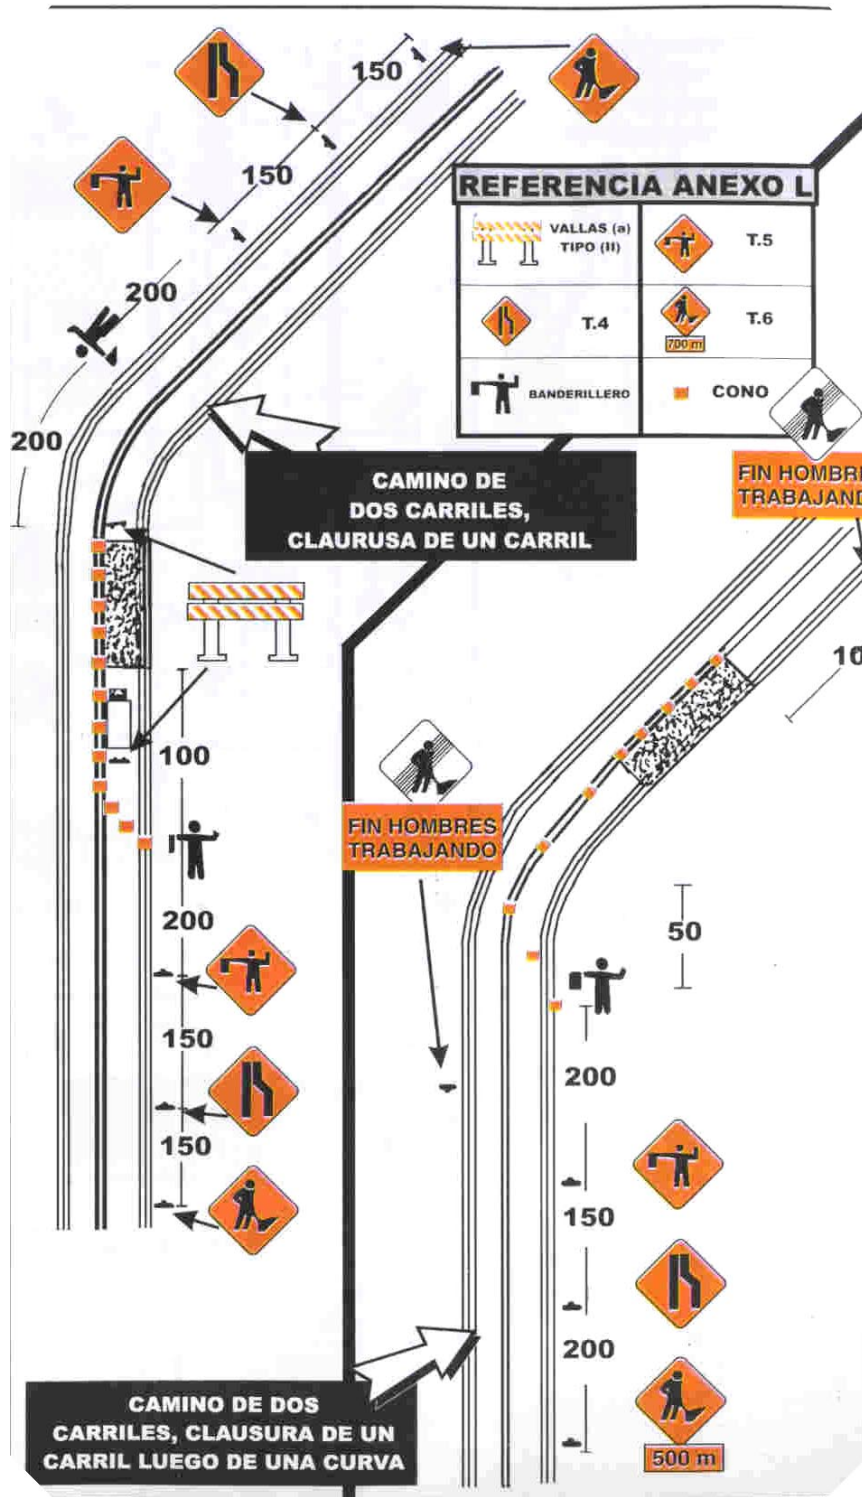 150
150
200
200
REFERENCIA ANEXO L
VALLAS (a)
TIPO (II)
T.5
T.4
T.6
700 m
BANDERILLERO
CONO
CAMINO DE
DOS CARRILES,
CLAURUSA DE UN CARRIL
100
200
150
150
FIN HOMBRE
TRABAJAND
10
FIN HOMBRES
TRABAJANDO
50
200
150
200
500 m
CAMINO DE DOS
CARRILES, CLAUSURA DE UN
CARRIL LUEGO DE UNA CURVA